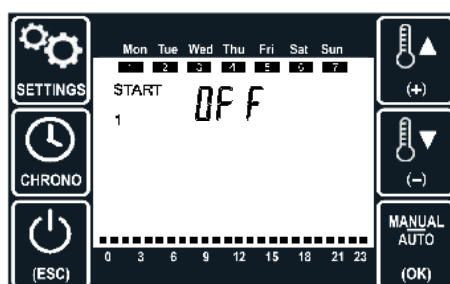 Mon Tue Wed Thu Fri Sat Sun
1 2 3 4 5 6 7
SETTINGS
START OFF
1
(+)
CHRONO
(-)
MANUAL
AUTO
0 3 6 9 12 15 18 21 23
(ESC)
(OK)